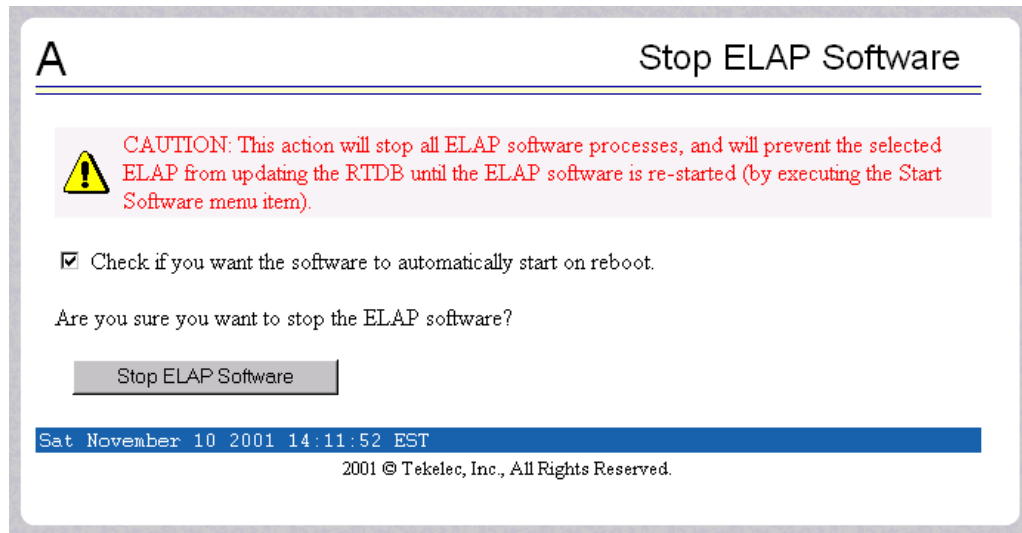 A
Stop ELAP Software
CAUTION: This action will stop all ELAP software processes, and will prevent the selected
ELAP from updating the RTDB until the ELAP software is re-started (by executing the Start
Software menu item).
Check if you want the software to automatically start on reboot.
Are you sure you want to stop the ELAP software?
Stop ELAP Software
Sat November 10 2001 14:11:52 EST
2001 © Tekelec, Inc., All Rights Reserved.